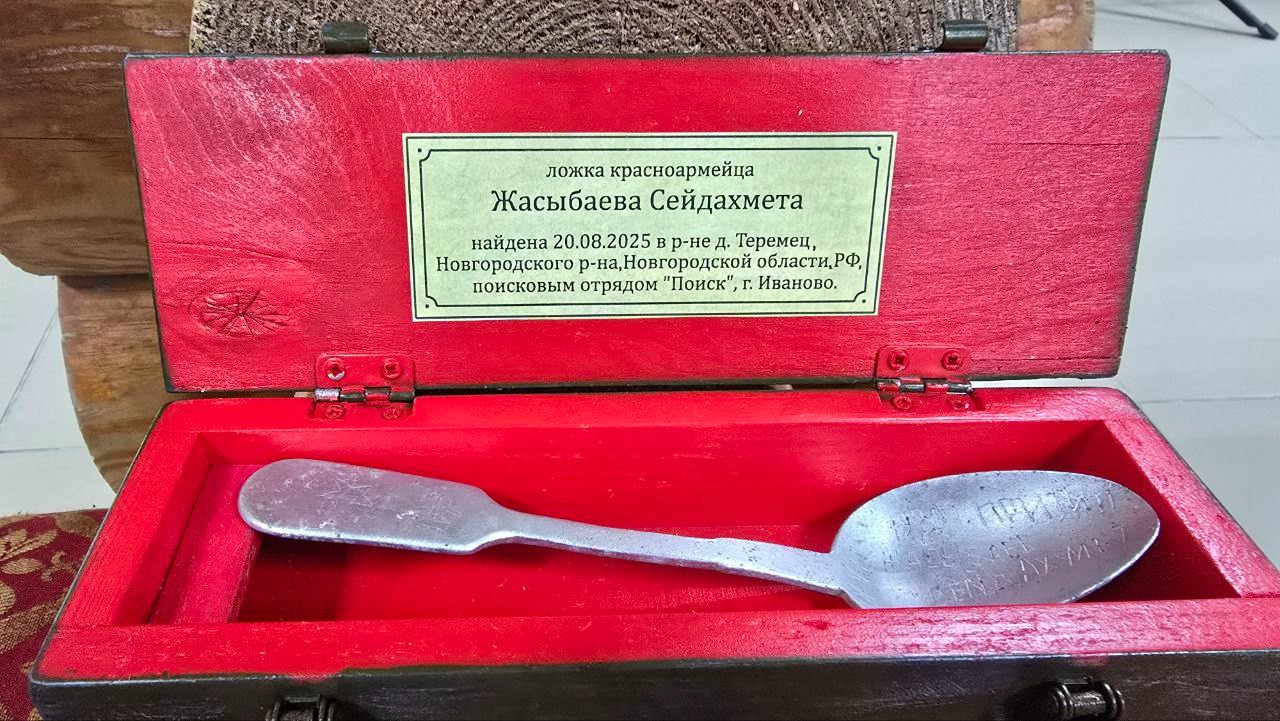 ложка красноармейца
Жасыбаева Сейдахмета
найдена 20.08.2025 в р-не д. Теремец,
Новгородского р-на,Новгородской области,РФ,
поисковым отрядом "Поиск", г. Иваново.